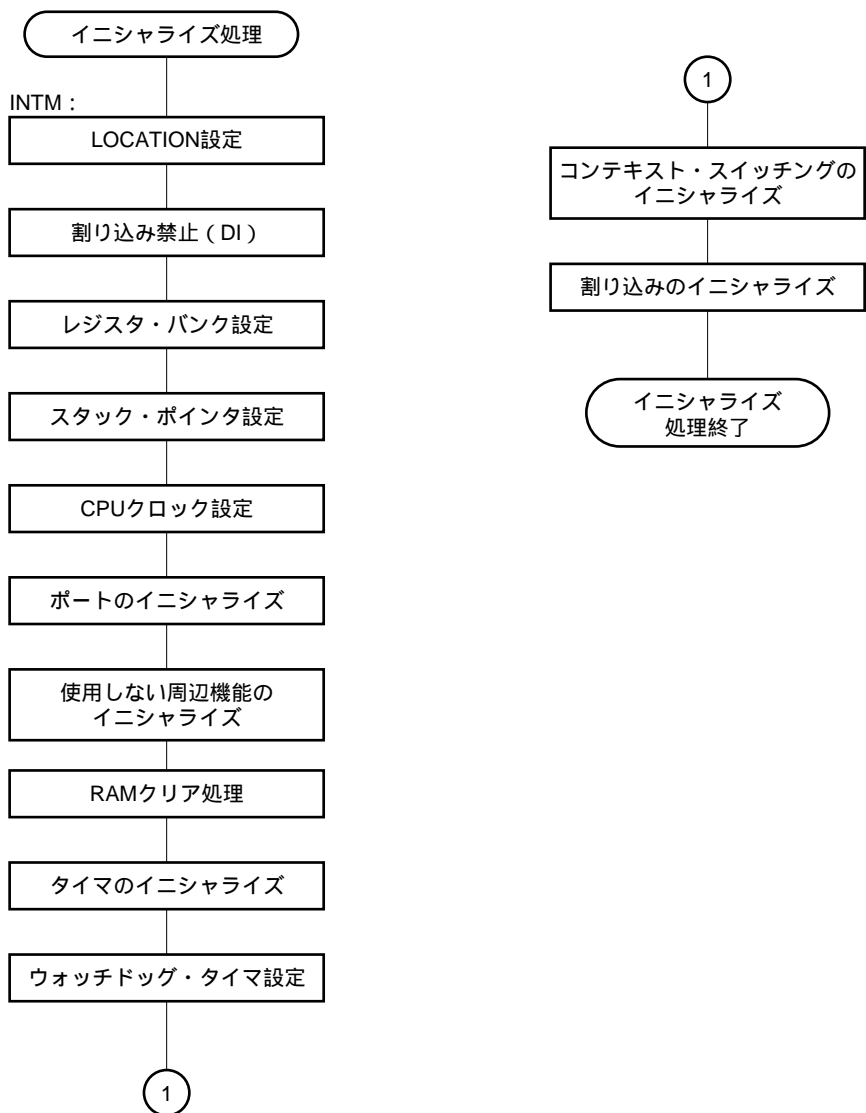 イニシャライズ処理
INTM：
LOCATION設定
割り込み禁止（DI）
レジスタ・バンク設定
スタック・ポインタ設定
CPUクロック設定
ポートのイニシャライズ
使用しない周辺機能の
イニシャライズ
RAMクリア処理
タイマのイニシャライズ
ウォッチドッグ・タイマ設定
1
1
コンテキスト・スイッチングの
イニシャライズ
割り込みのイニシャライズ
イニシャライズ
処理終了